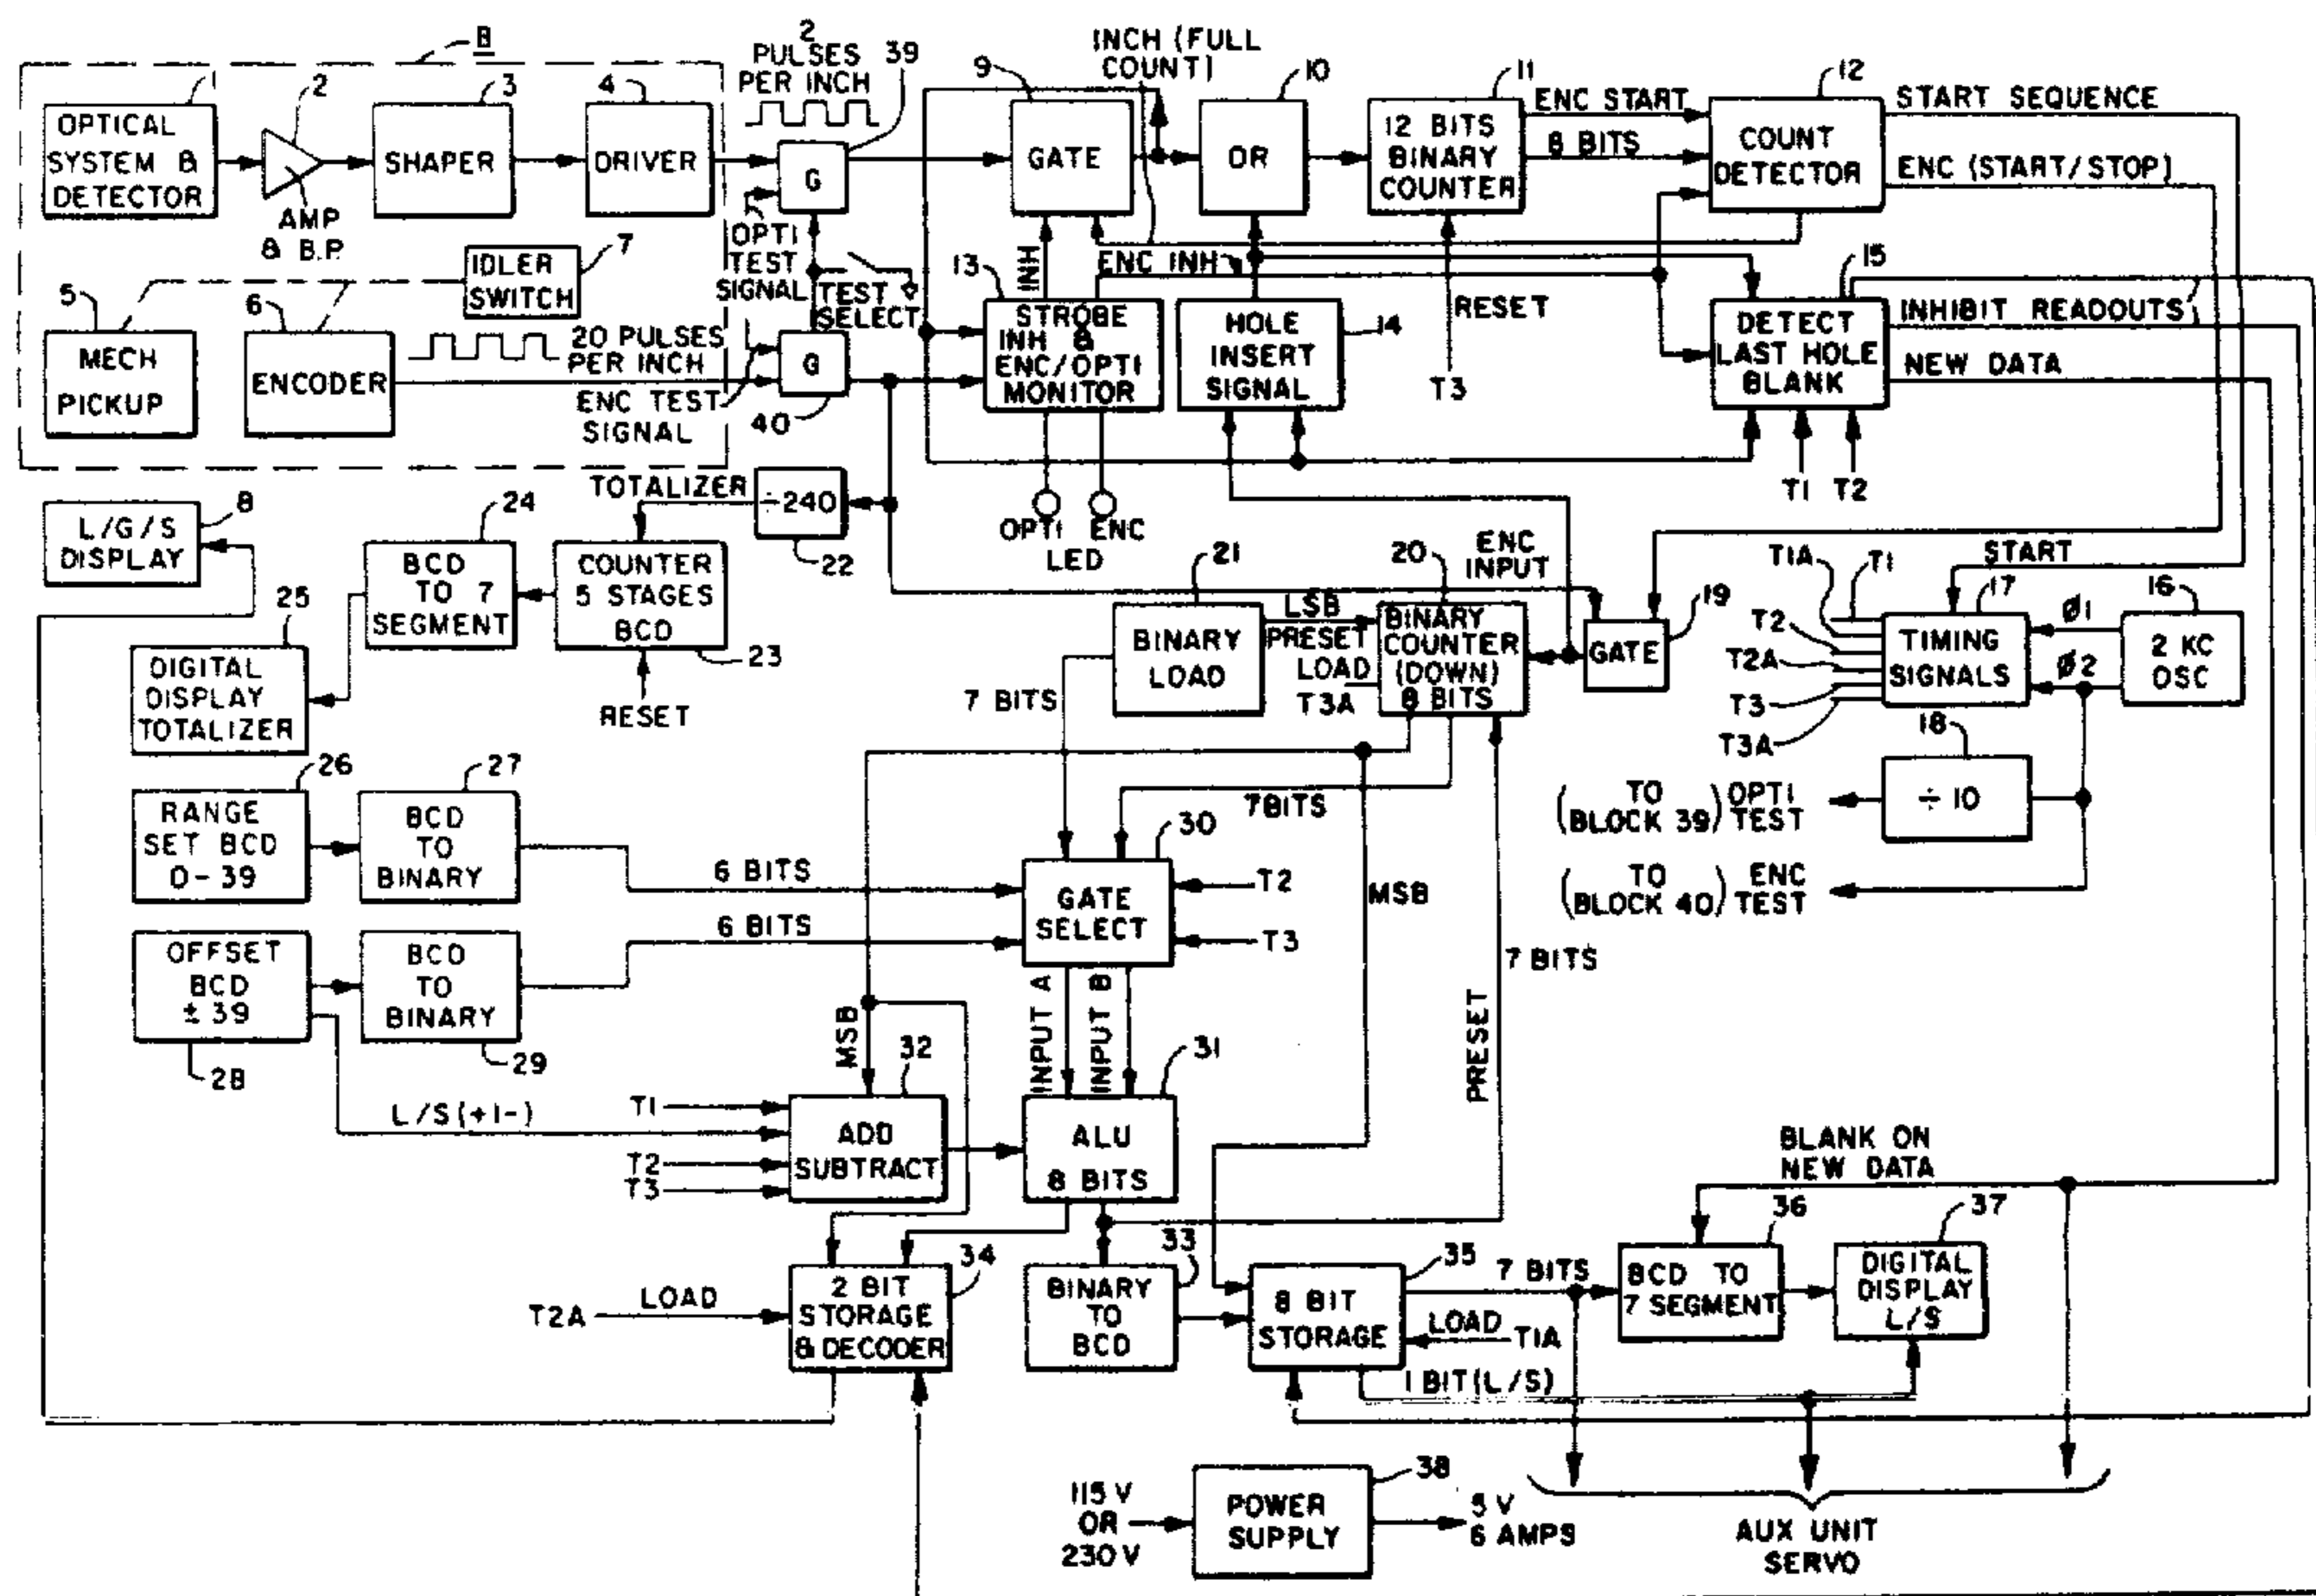 B
1
OPTICAL
SYSTEM &
DETECTOR
2
AMP
& B.P.
3
SHAPER
4
DRIVER
2
PULSES
PER INCH
39
G
OPTI
TEST
SIGNAL
TEST
SELECT
5
MECH
PICKUP
6
ENCODER
IDLER
SWITCH
7
20 PULSES
PER INCH
ENC TEST
SIGNAL
G
40
9
GATE
INCH (FULL
COUNT)
10
OR
11
12 BITS
BINARY
COUNTER
ENC START
8 BITS
12
COUNT
DETECTOR
START SEQUENCE
ENC (START/STOP)
INH
ENC INH
13
STROBE
INH &
ENC/OPTI
MONITOR
OPTI ENC
LED
HOLE
INSERT
SIGNAL
14
RESET
T3
15
DETECT
LAST HOLE
BLANK
INHIBIT READOUTS
NEW DATA
T1 T2
L/G/S
DISPLAY
8
24
BCD
TO 7
SEGMENT
TOTALIZER
÷240
22
COUNTER
5 STAGES
BCD
23
RESET
25
DIGITAL
DISPLAY
TOTALIZER
21
BINARY
LOAD
LSB
PRESET
LOAD
T3A
20
BINARY
COUNTER
(DOWN)
8 BITS
ENC
INPUT
GATE
19
START
T1A
T1
T2
T2A
T3
T3A
17
TIMING
SIGNALS
Ø1
Ø2
16
2 KC
OSC
18
÷ 10
(TO BLOCK 39) OPTI TEST
(TO BLOCK 40) ENC TEST
7 BITS
7BITS
26
RANGE
SET BCD
0-39
27
BCD
TO
BINARY
6 BITS
30
GATE
SELECT
T2
T3
MSB
7 BITS
PRESET
OFFSET
BCD
± 39
28
BCD
TO
BINARY
29
6 BITS
INPUT A
INPUT B
MSB
L/S(+1-)
T1
T2
T3
32
ADD
SUBTRACT
31
ALU
8 BITS
T2A
LOAD
34
2 BIT
STORAGE
& DECODER
33
BINARY
TO
BCD
35
8 BIT
STORAGE
7 BITS
LOAD
T1A
1 BIT(L/S)
BLANK ON
NEW DATA
36
BCD TO
7 SEGMENT
37
DIGITAL
DISPLAY
L/S
115 V
OR
230 V
38
POWER
SUPPLY
5 V
6 AMPS
AUX UNIT
SERVO